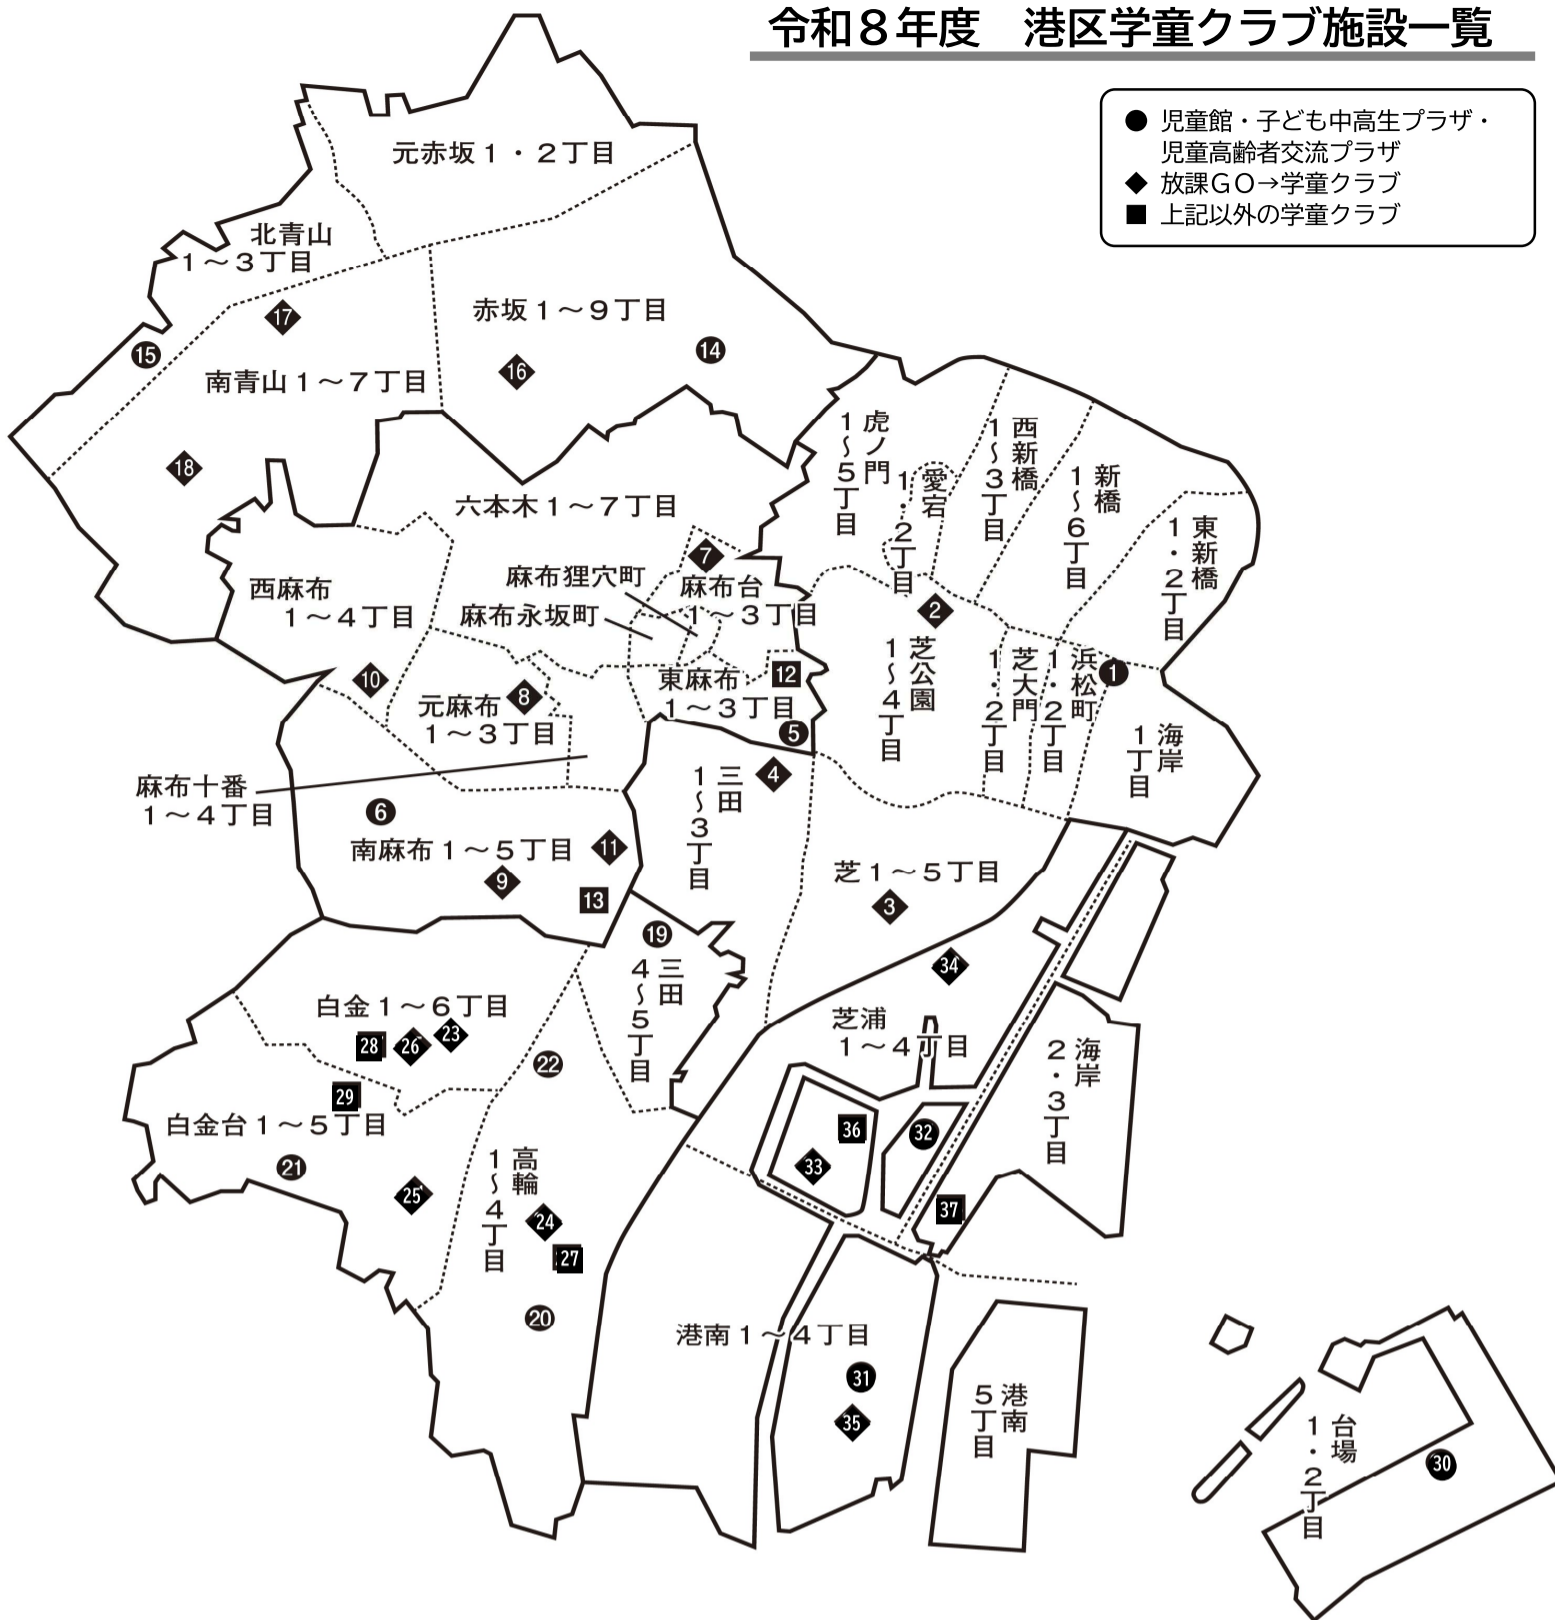 令和８年度　港区学童クラブ施設一覧
● 児童館・子ども中高生プラザ・
児童高齢者交流プラザ
◆ 放課ＧＯ→学童クラブ
■ 上記以外の学童クラブ
元赤坂１・２丁目
北青山
１～３丁目
17
15
赤坂１～９丁目
14
16
南青山１～７丁目
18
虎ノ門
１～５丁目
愛宕
１・２丁目
西新橋
１～３丁目
新橋
１～６丁目
東新橋
１・２丁目
六本木１～７丁目
7
麻布狸穴町
麻布台
１～３丁目
麻布永坂町
西麻布
１～４丁目
2
芝公園
１～４丁目
芝大門
１・２丁目
浜松町
１・２丁目
1
海岸
１丁目
10
元麻布
１～３丁目
8
東麻布
１～３丁目
12
5
4
三田
１～３丁目
麻布十番
１～４丁目
6
南麻布１～５丁目
11
9
13
芝１～５丁目
3
19
三田
４～５丁目
34
芝浦
１～４丁目
白金１～６丁目
28
26
23
22
29
白金台１～５丁目
21
25
高輪
１～４丁目
24
27
20
海岸
２・３丁目
36
32
33
37
港南１～４丁目
31
35
港南
５丁目
台場
１・２丁目
30